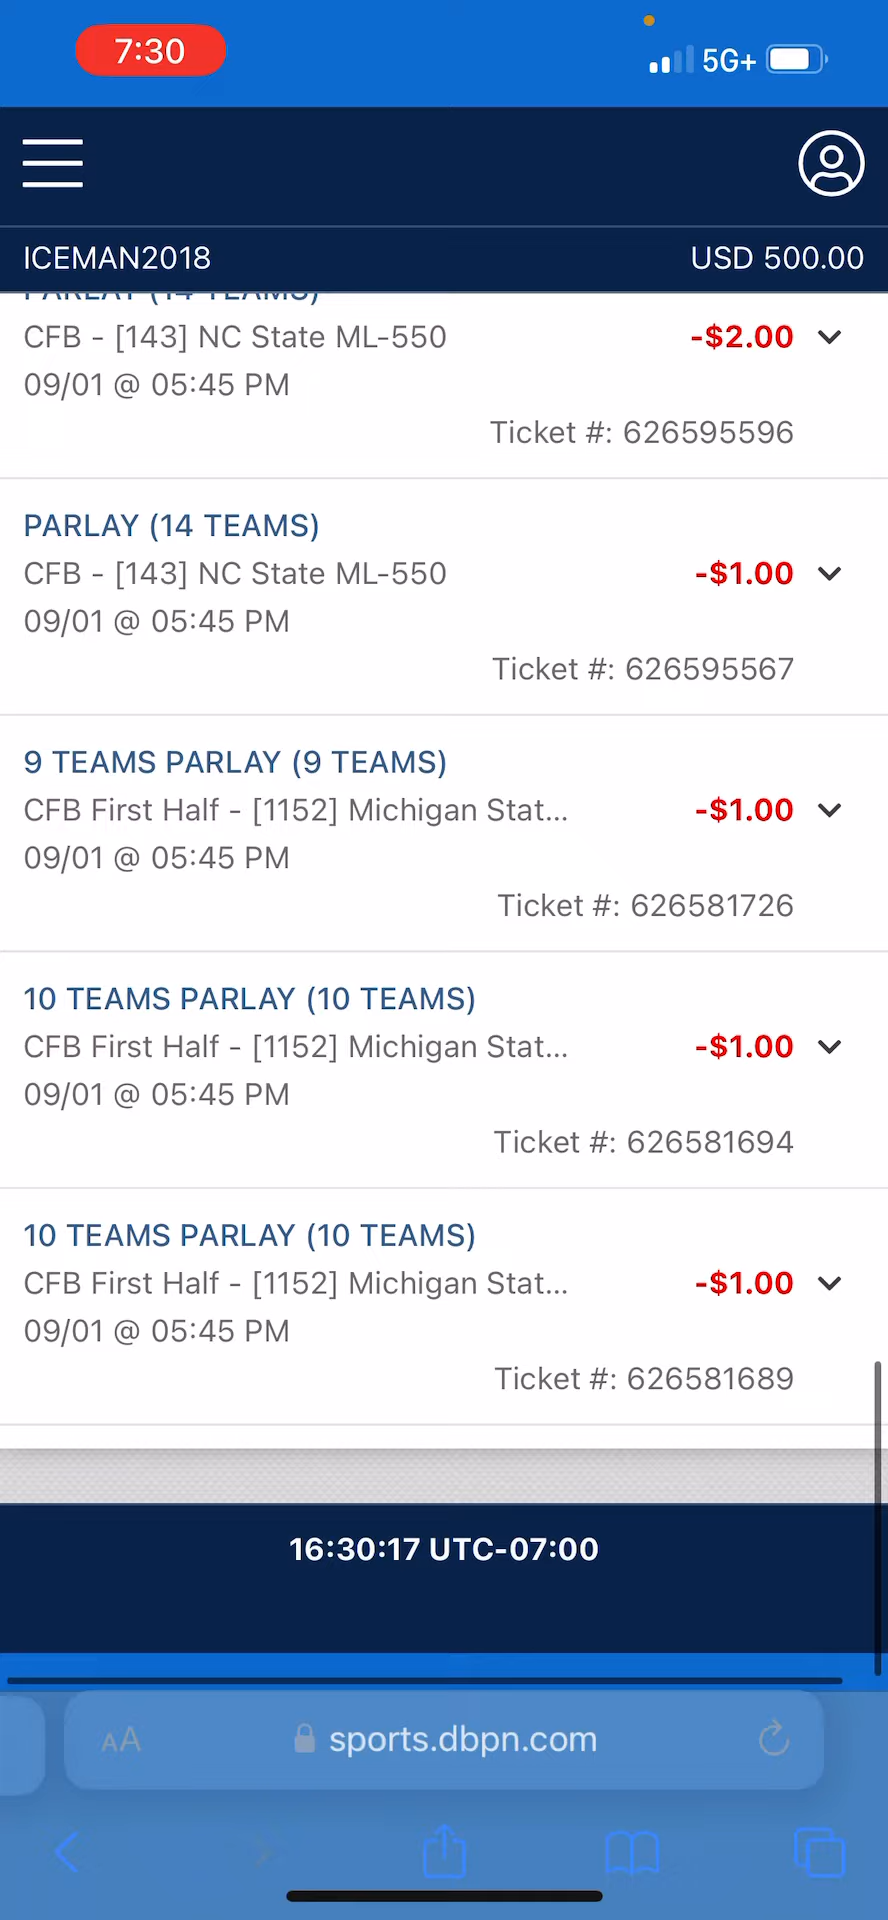 7:30
5G+
ICEMAN2018
USD 500.00
PARLAY (14 TEAMS)
CFB - [143] NC State ML-550
-$2.00
09/01 @ 05:45 PM
Ticket #: 626595596
PARLAY (14 TEAMS)
CFB - [143] NC State ML-550
-$1.00
09/01 @ 05:45 PM
Ticket #: 626595567
9 TEAMS PARLAY (9 TEAMS)
CFB First Half - [1152] Michigan Stat...
-$1.00
09/01 @ 05:45 PM
Ticket #: 626581726
10 TEAMS PARLAY (10 TEAMS)
CFB First Half - [1152] Michigan Stat...
-$1.00
09/01 @ 05:45 PM
Ticket #: 626581694
10 TEAMS PARLAY (10 TEAMS)
CFB First Half - [1152] Michigan Stat...
-$1.00
09/01 @ 05:45 PM
Ticket #: 626581689
16:30:17 UTC-07:00
AA
sports.dbpn.com